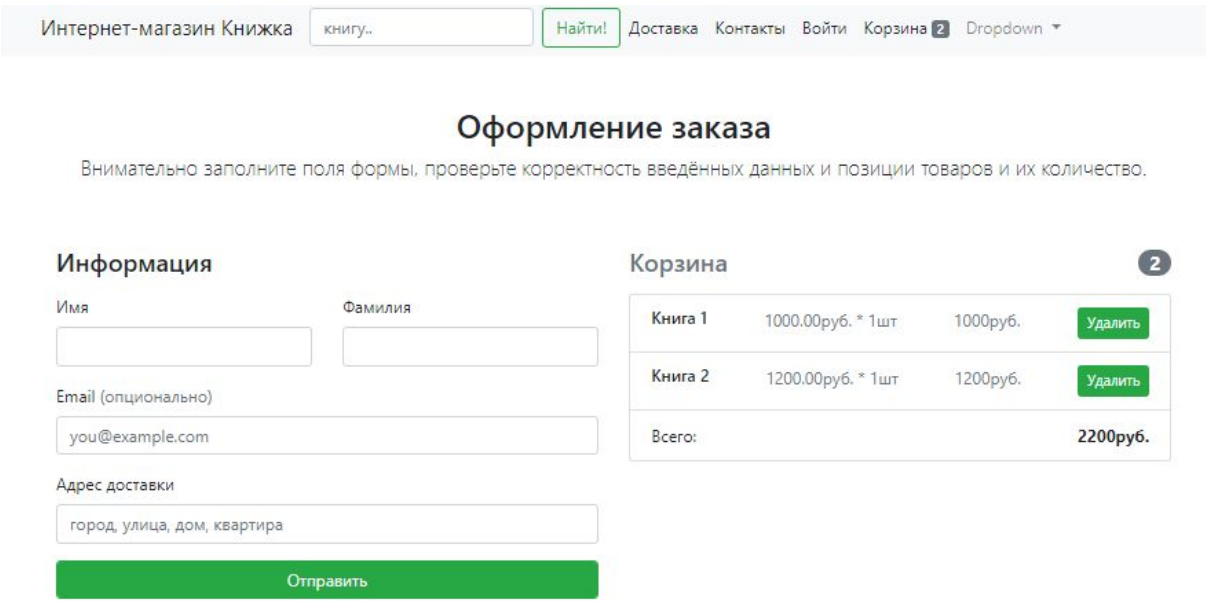 Интернет-магазин Книжка книгу.. Найти! Доставка Контакты Войти Корзина 2 Dropdown
Оформление заказа
Внимательно заполните поля формы, проверьте корректность введённых данных и позиции товаров и их количество.
Информация
Имя Фамилия
Email (опционально)
you@example.com
Адрес доставки
город, улица, дом, квартира
Отправить
Корзина 2
Книга 1 1000.00руб. * 1шт 1000руб. Удалить
Книга 2 1200.00руб. * 1шт 1200руб. Удалить
Всего: 2200руб.